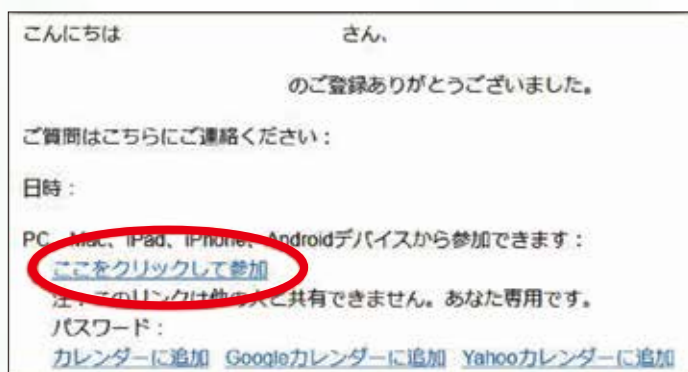 こんにちは さん、
のご登録ありがとうございました。
ご質問はこちらにご連絡ください：
日時：
PC、Mac、iPad、iPhone、Androidデバイスから参加できます：
ここをクリックして参加
注：このリンクは他の人と共有できません。あなた専用です。
パスワード：
カレンダーに追加 Googleカレンダーに追加 Yahooカレンダーに追加